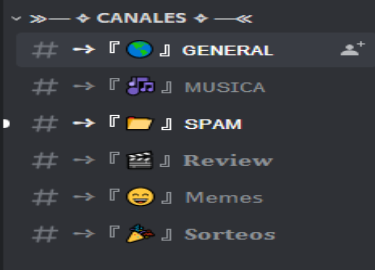 ≫— ⟡ CANALES ⟡ —≪
# ⤍ 『 🌎 』 GENERAL
# ⤍ 『 🎶 』 MUSICA
# ⤍ 『 📂 』 SPAM
# ⤍ 『 🎬 』 Review
# ⤍ 『 😄 』 Memes
# ⤍ 『 🎉 』 Sorteos